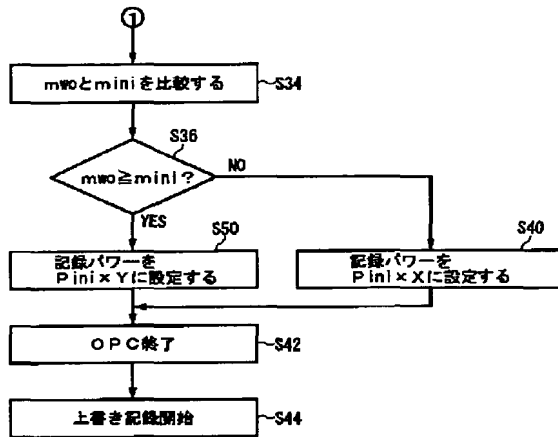 ①
mwoとminiを比較する
S34
S36
mwo≧mini?
NO
YES
S50
S40
記録パワーを
Pini×Yに設定する
記録パワーを
Pini×Xに設定する
OPC終了
S42
上書き記録開始
S44